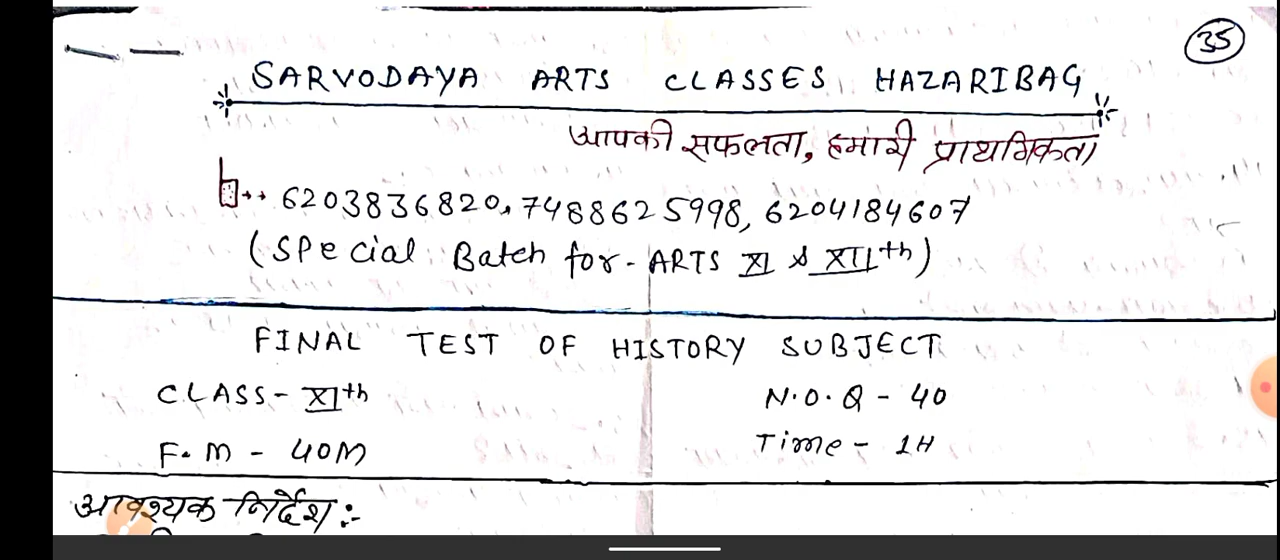 35
SARVODAYA ARTS CLASSES HAZARIBAG
आपकी सफलता, हमारी प्राथमिकता
6203836820, 7488625998, 6204184607
(SPecial Batch for - ARTS XI & XIIth)
FINAL TEST OF HISTORY SUBJECT
CLASS - XIth
N.O.Q - 40
F.M - 40M
Time - 1H
आवश्यक निर्देश :-